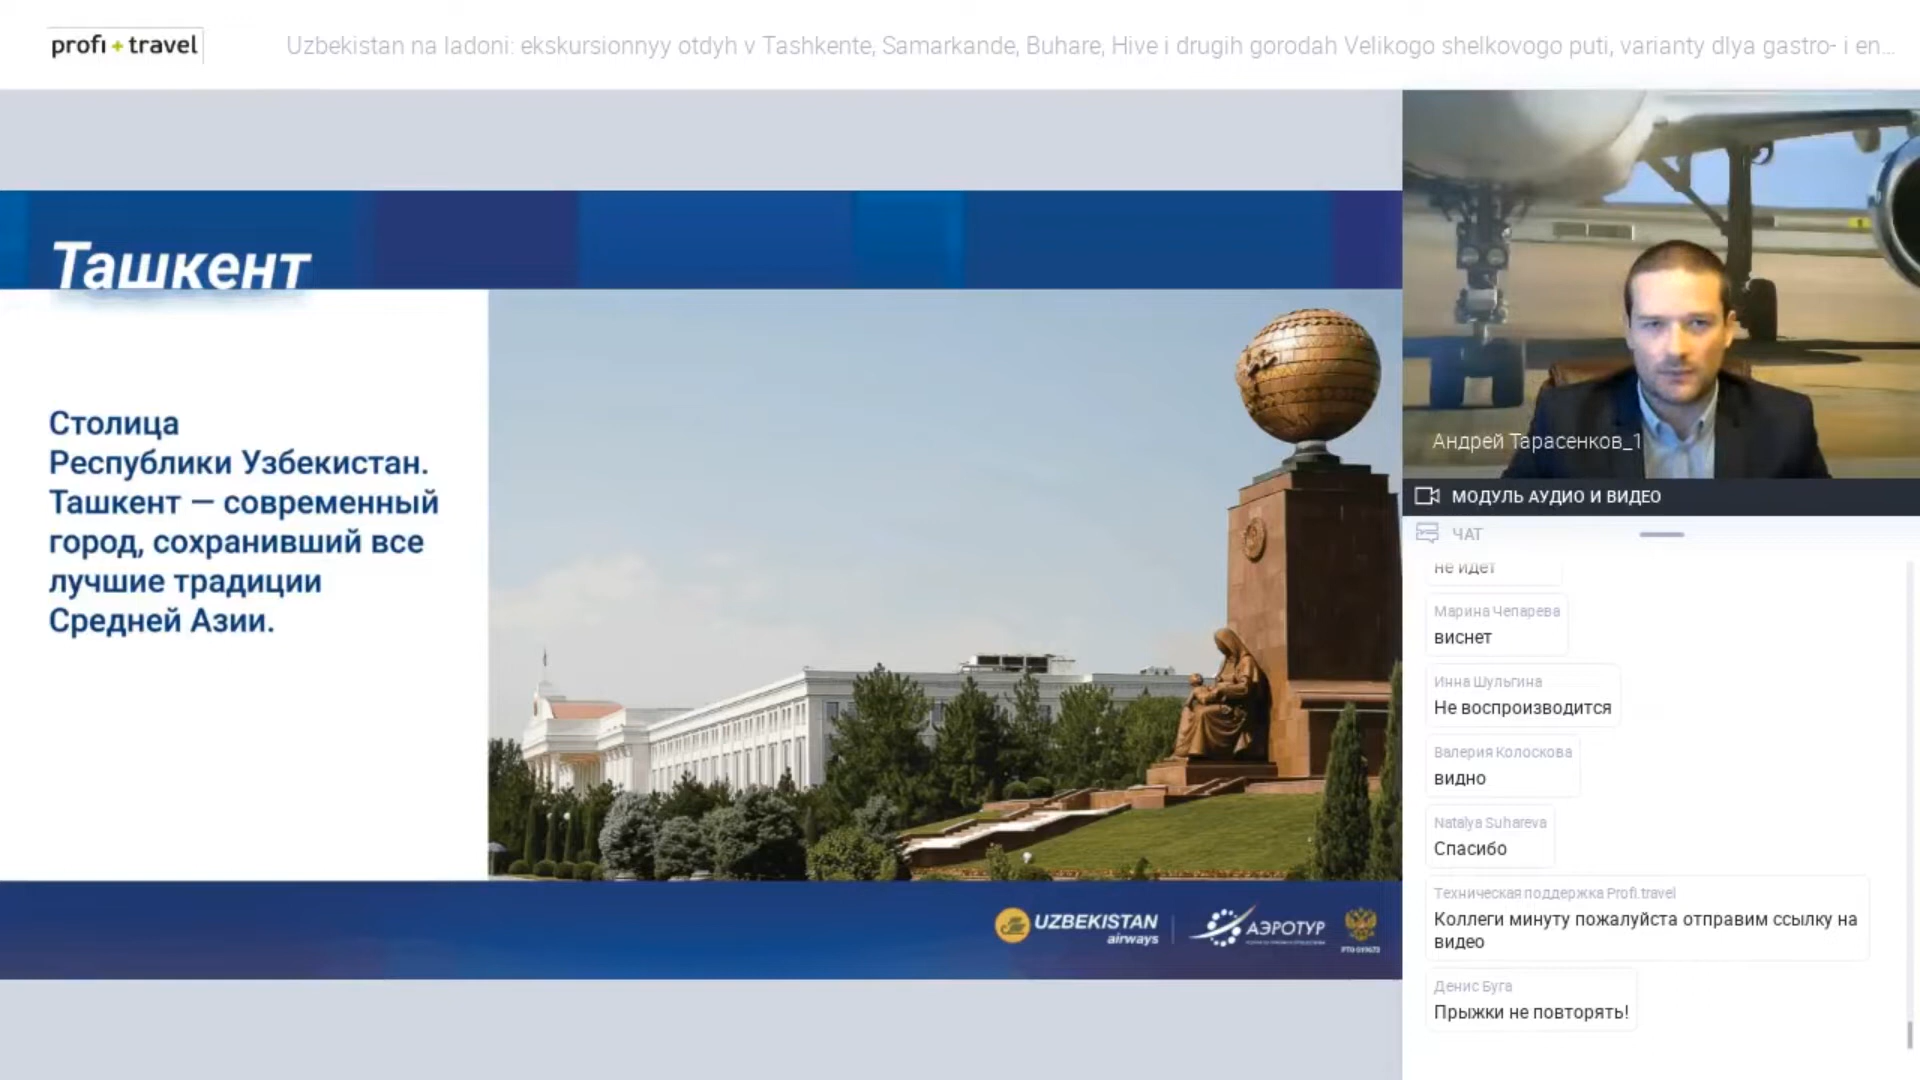 profi travel
Uzbekistan na ladoni: ekskursionnyy otdyh v Tashkente, Samarkande, Buhare, Hive i drugih gorodah Velikogo shelkovogo puti, varianty dlya gastro- i en...
Ташкент
Столица
Республики Узбекистан.
Ташкент — современный
город, сохранивший все
лучшие традиции
Средней Азии.
UZBEKISTAN
airways
АЭРОТУР
Андрей Тарасенков_1
МОДУЛЬ АУДИО И ВИДЕО
ЧАТ
не идет
Марина Чепарева
виснет
Инна Шульгина
Не воспроизводится
Валерия Колоскова
видно
Natalya Suhareva
Спасибо
Техническая поддержка Profi.travel
Коллеги минуту пожалуйста отправим ссылку на
видео
Денис Буга
Прыжки не повторять!